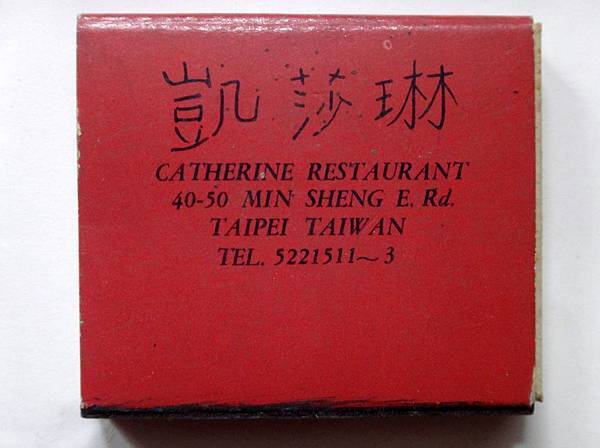 凱莎琳
CATHERINE RESTAURANT
40-50 MIN SHENG E. Rd.
TAIPEI TAIWAN
TEL. 5221511～3